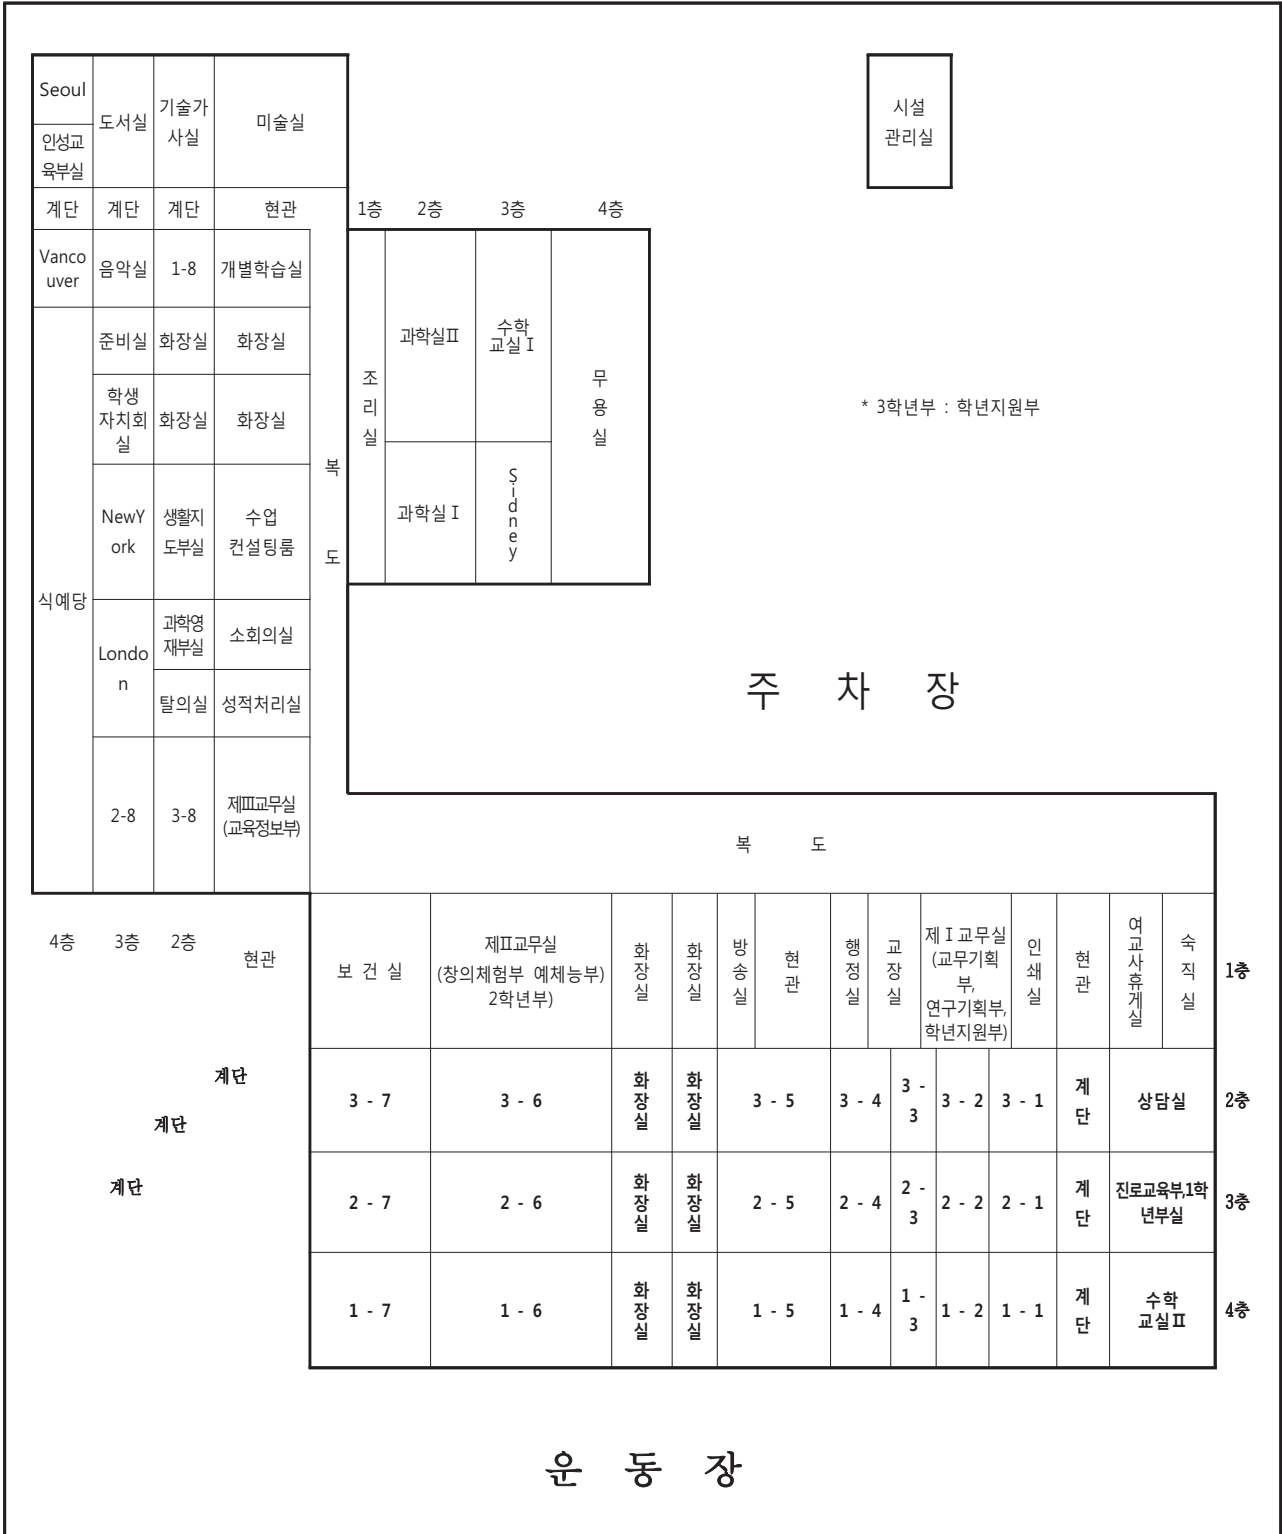 Seoul
인성교
육부실
도서실
기술가
사실
미술실
시설
관리실
계단 계단 계단 현관
1층 2층 3층 4층
Vanco
uver
음악실
1-8
개별학습실
준비실
화장실
화장실
과학실Ⅱ
수학
교실Ⅰ
조
리
실
무
용
실
학생
자치회
실
화장실
화장실
* 3학년부 : 학년지원부
복
도
NewY
ork
생활지
도부실
수업
컨설팅룸
과학실Ⅰ
S
i
d
n
e
y
식예당
Londo
n
과학영
재부실
소회의실
탈의실
성적처리실
주 차 장
2-8
3-8
제Ⅲ교무실
(교육정보부)
복 도
4층 3층 2층
현관
보 건 실
제Ⅱ교무실
(창의체험부 예체능부)
2학년부)
화
장
실
화
장
실
방
송
실
현
관
행
정
실
교
장
실
제Ⅰ교무실
(교무기획
부,
연구기획부,
학년지원부)
인
쇄
실
현
관
여
교
사
휴
게
실
숙
직
실
1층
계단
계단
계단
3 - 7
3 - 6
화
장
실
화
장
실
3 - 5
3 - 4
3 -
3
3 - 2
3 - 1
계
단
상담실
2층
2 - 7
2 - 6
화
장
실
화
장
실
2 - 5
2 - 4
2 -
3
2 - 2
2 - 1
계
단
진로교육부,1학
년부실
3층
1 - 7
1 - 6
화
장
실
화
장
실
1 - 5
1 - 4
1 -
3
1 - 2
1 - 1
계
단
수학
교실Ⅱ
4층
운 동 장